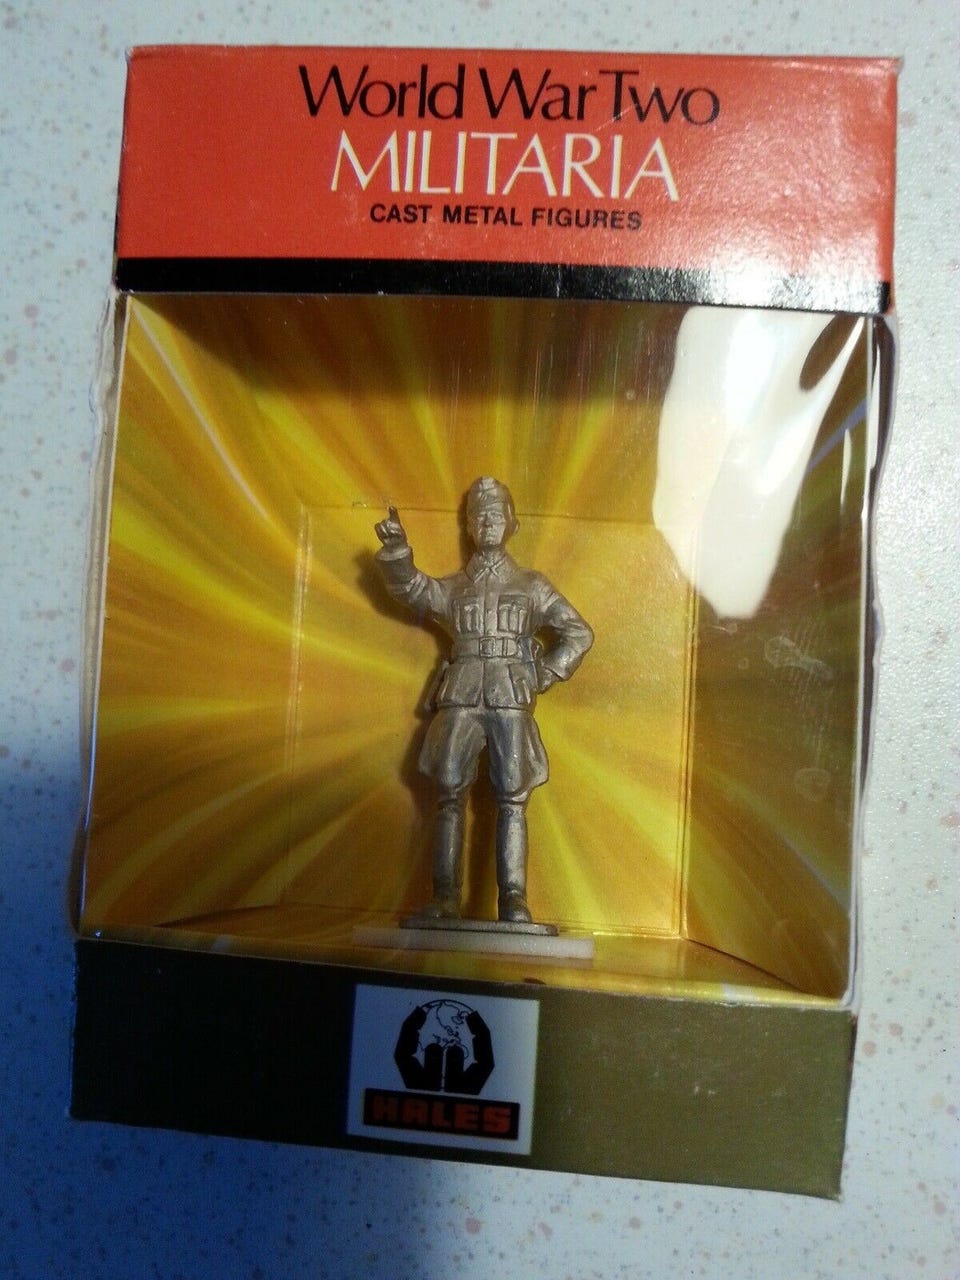 World War Two
MILITARIA
CAST METAL FIGURES
HALES